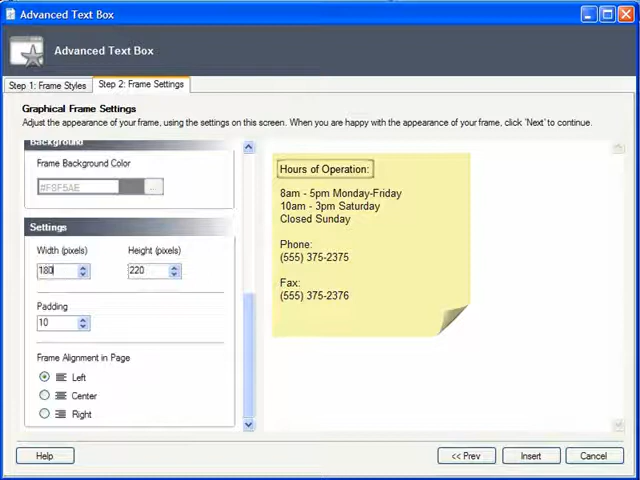 Advanced Text Box
Advanced Text Box
Step 1: Frame Styles
Step 2: Frame Settings
Graphical Frame Settings
Adjust the appearance of your frame, using the settings on this screen. When you are happy with the appearance of your frame, click 'Next' to continue.
Background
Frame Background Color
#F8F5AE
...
Settings
Width (pixels)
Height (pixels)
180
220
Padding
10
Frame Alignment in Page
Left
Center
Right
Hours of Operation:
8am - 5pm Monday-Friday
10am - 3pm Saturday
Closed Sunday
Phone:
(555) 375-2375
Fax:
(555) 375-2376
Help
<< Prev
Insert
Cancel